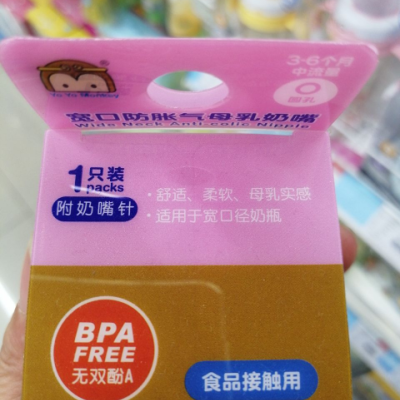 3-6个月
中流量
圆孔
宽口防胀气母乳奶嘴
Wide-Neck Anti-colic Nipple
1只装
packs
附奶嘴针
·舒适、柔软、母乳实感
·适用于宽口径奶瓶
BPA
FREE
无双酚A
食品接触用